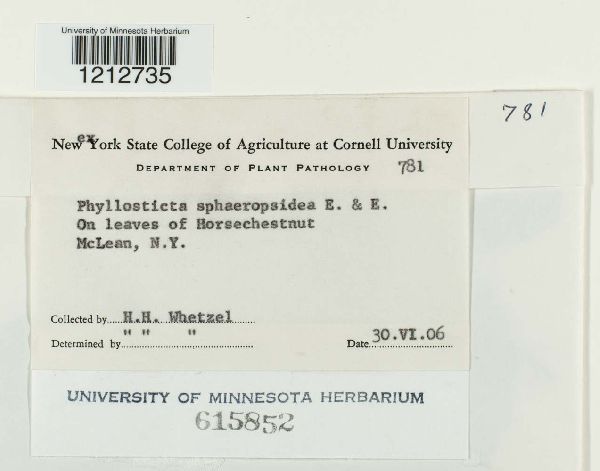 University of Minnesota Herbarium
1212735
781
ex
New York State College of Agriculture at Cornell University
DEPARTMENT OF PLANT PATHOLOGY 781
Phyllosticta sphaeropsidea E. & E.
On leaves of Horsechestnut
McLean, N.Y.
Collected by H.H. Whetzel
" " "
Determined by
Date 30.VI.06
UNIVERSITY OF MINNESOTA HERBARIUM
615852